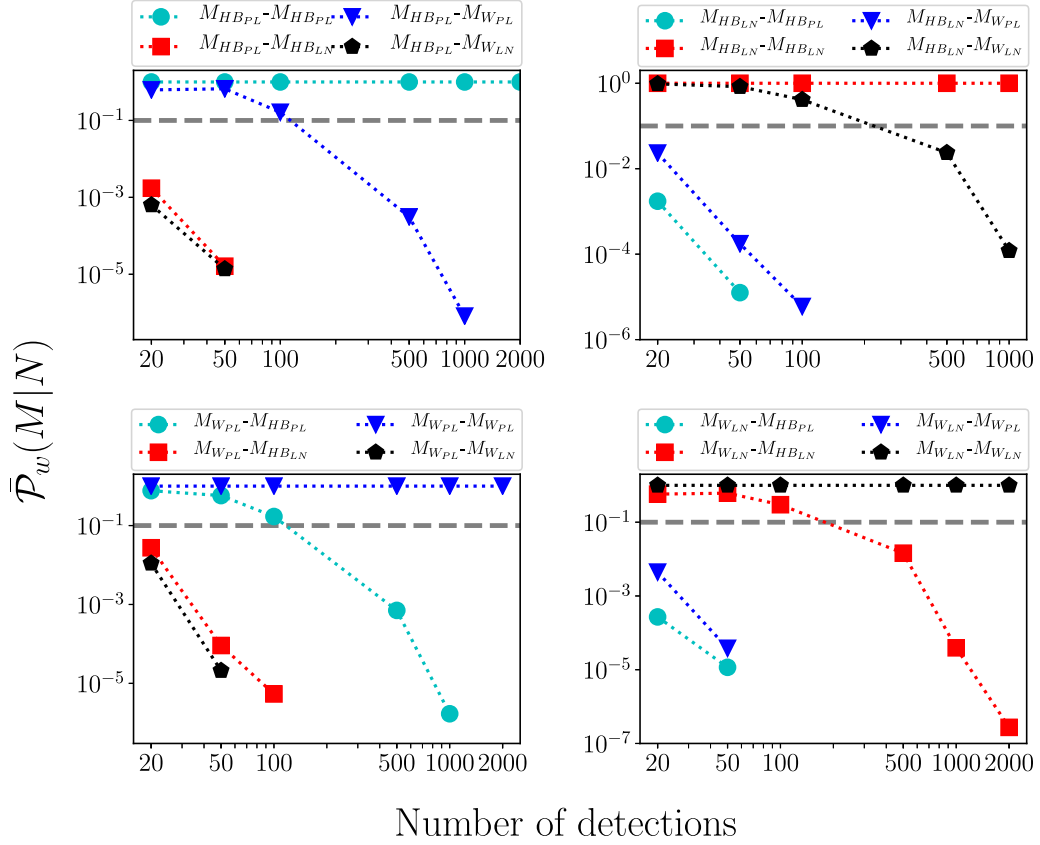 M_{HB_{PL}}-M_{HB_{PL}} M_{HB_{PL}}-M_{W_{PL}}
M_{HB_{PL}}-M_{HB_{LN}} M_{HB_{PL}}-M_{W_{LN}}
10^{-1}
10^{-3}
10^{-5}
20 50 100 500 1000 2000
M_{HB_{LN}}-M_{HB_{PL}} M_{HB_{LN}}-M_{W_{PL}}
M_{HB_{LN}}-M_{HB_{LN}} M_{HB_{LN}}-M_{W_{LN}}
10^{0}
10^{-2}
10^{-4}
10^{-6}
20 50 100 500 1000
\bar{\mathcal{P}}_w(M|N)
M_{W_{PL}}-M_{HB_{PL}} M_{W_{PL}}-M_{W_{PL}}
M_{W_{PL}}-M_{HB_{LN}} M_{W_{PL}}-M_{W_{LN}}
10^{-1}
10^{-3}
10^{-5}
20 50 100 500 1000 2000
M_{W_{LN}}-M_{HB_{PL}} M_{W_{LN}}-M_{W_{PL}}
M_{W_{LN}}-M_{HB_{LN}} M_{W_{LN}}-M_{W_{LN}}
10^{-1}
10^{-3}
10^{-5}
10^{-7}
20 50 100 500 1000 2000
Number of detections